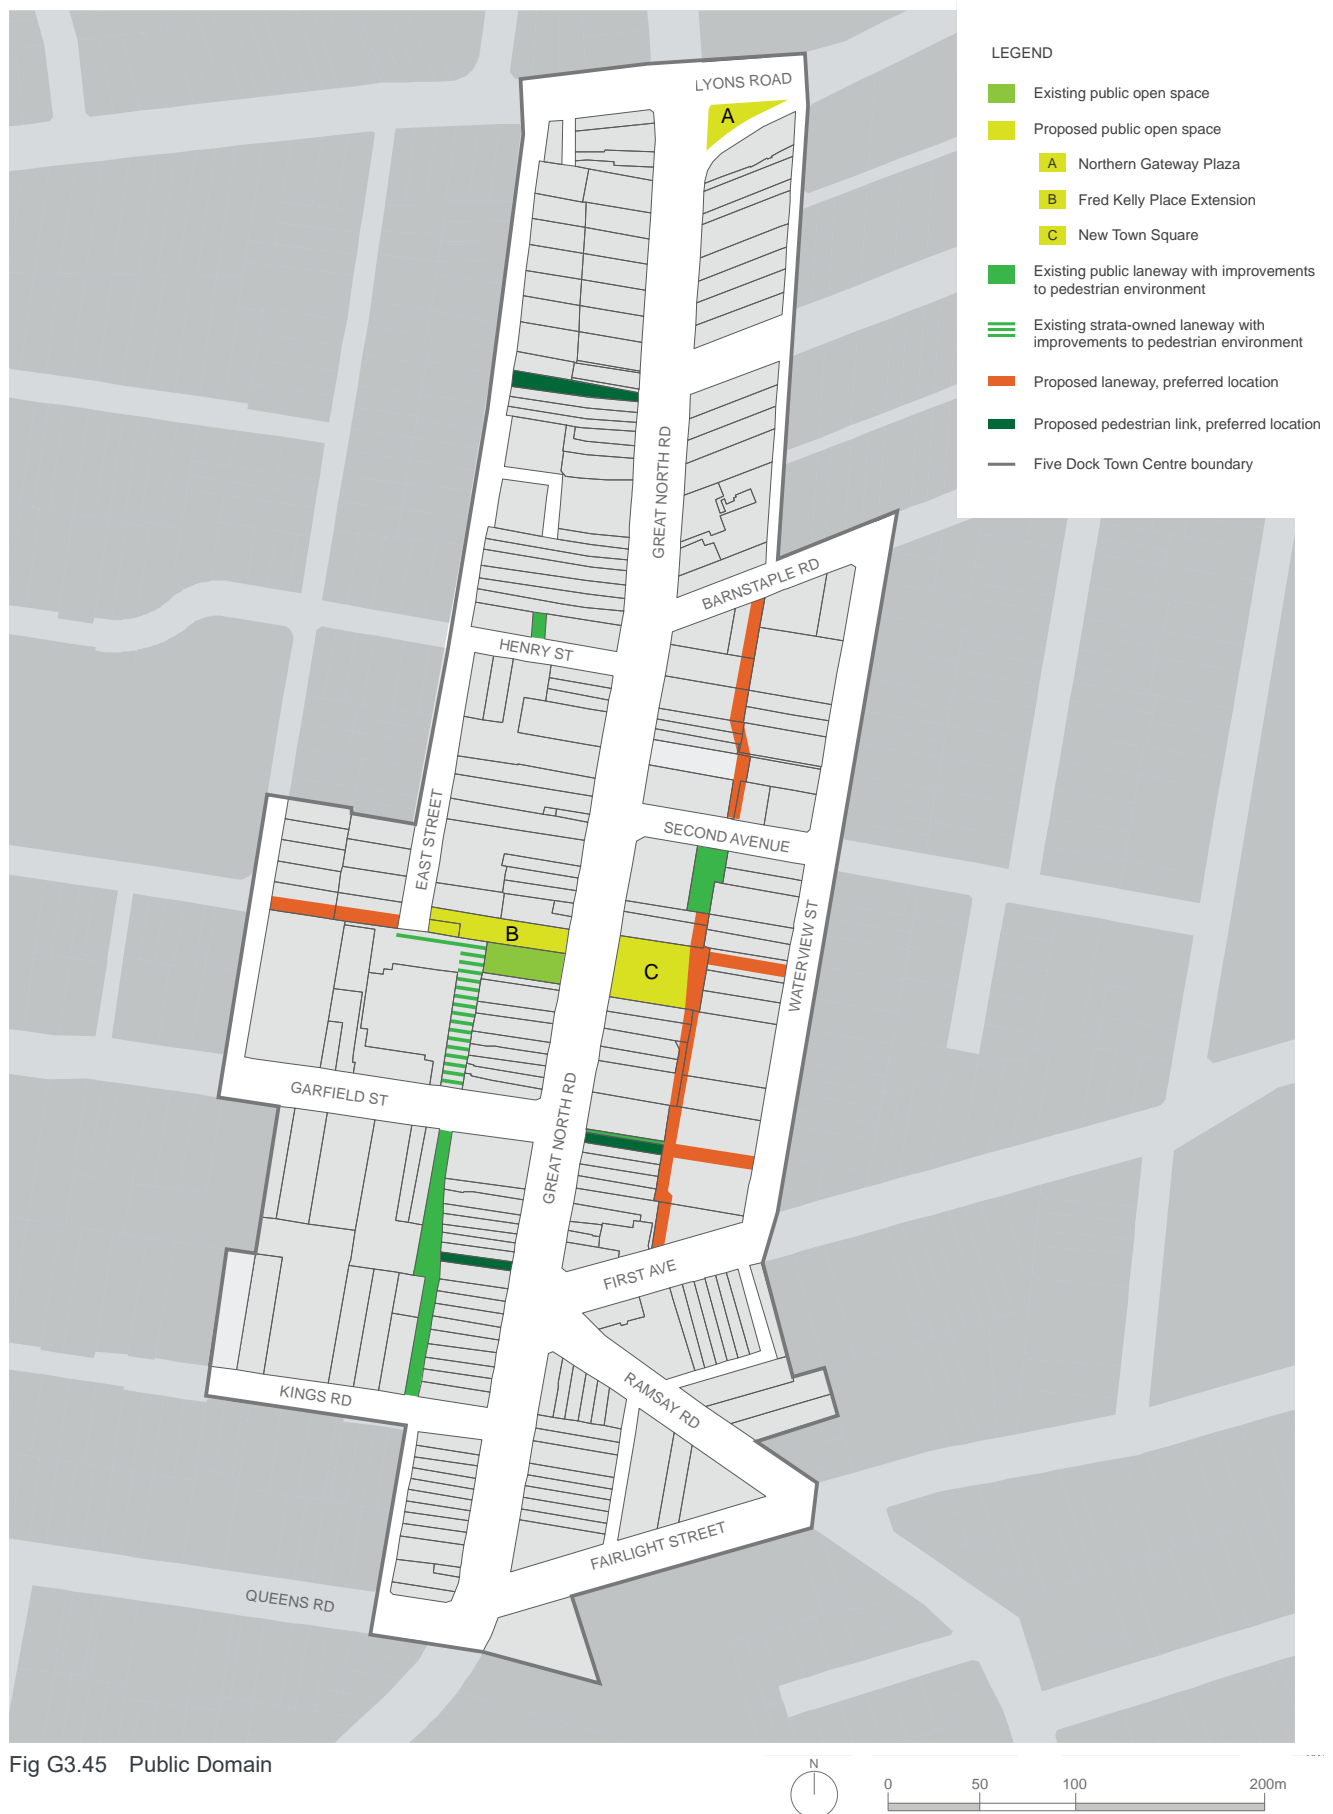 LEGEND
Existing public open space
Proposed public open space
A Northern Gateway Plaza
B Fred Kelly Place Extension
C New Town Square
Existing public laneway with improvements
to pedestrian environment
Existing strata-owned laneway with
improvements to pedestrian environment
Proposed laneway, preferred location
Proposed pedestrian link, preferred location
Five Dock Town Centre boundary
LYONS ROAD
A
GREAT NORTH RD
BARNSTAPLE RD
HENRY ST
SECOND AVENUE
EAST STREET
B
C
WATERVIEW ST
GARFIELD ST
GREAT NORTH RD
FIRST AVE
KINGS RD
RAMSAY RD
FAIRLIGHT STREET
QUEENS RD
Fig G3.45 Public Domain
N
0 50 100 200m